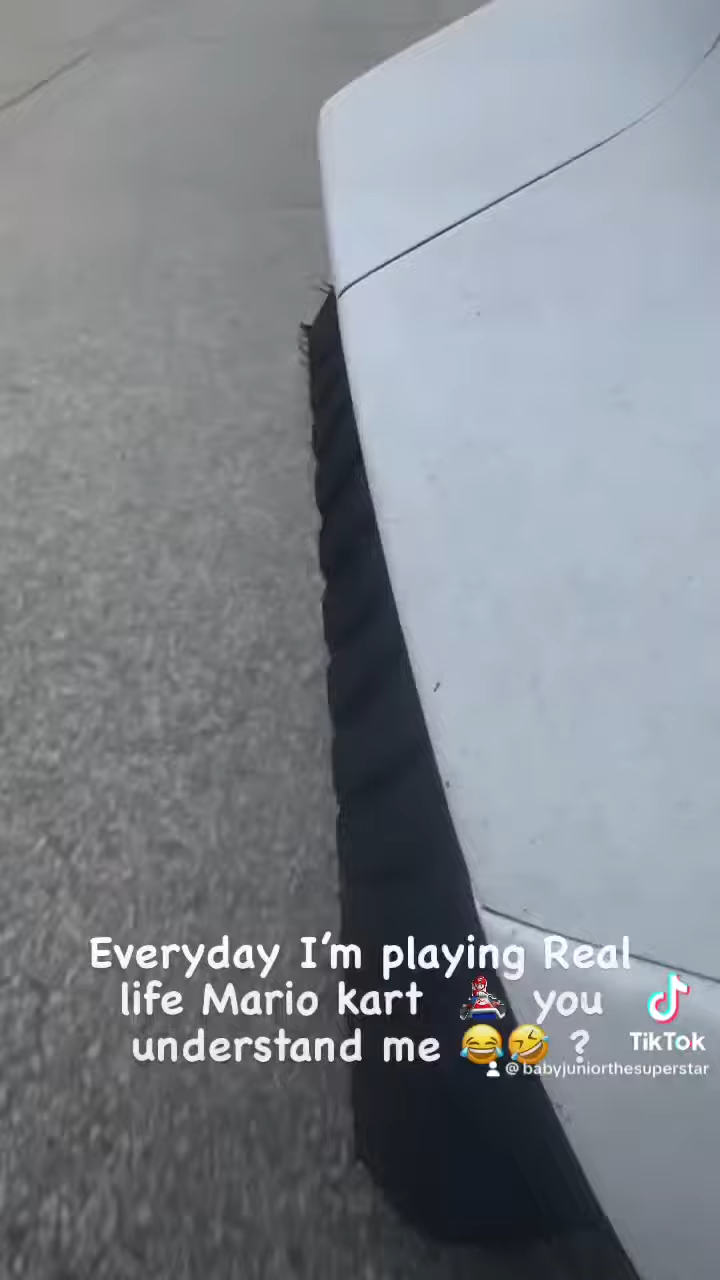 Everyday I'm playing Real
life Mario kart you
understand me 😂🤣 ?
TikTok
@babyjuniorthesuperstar